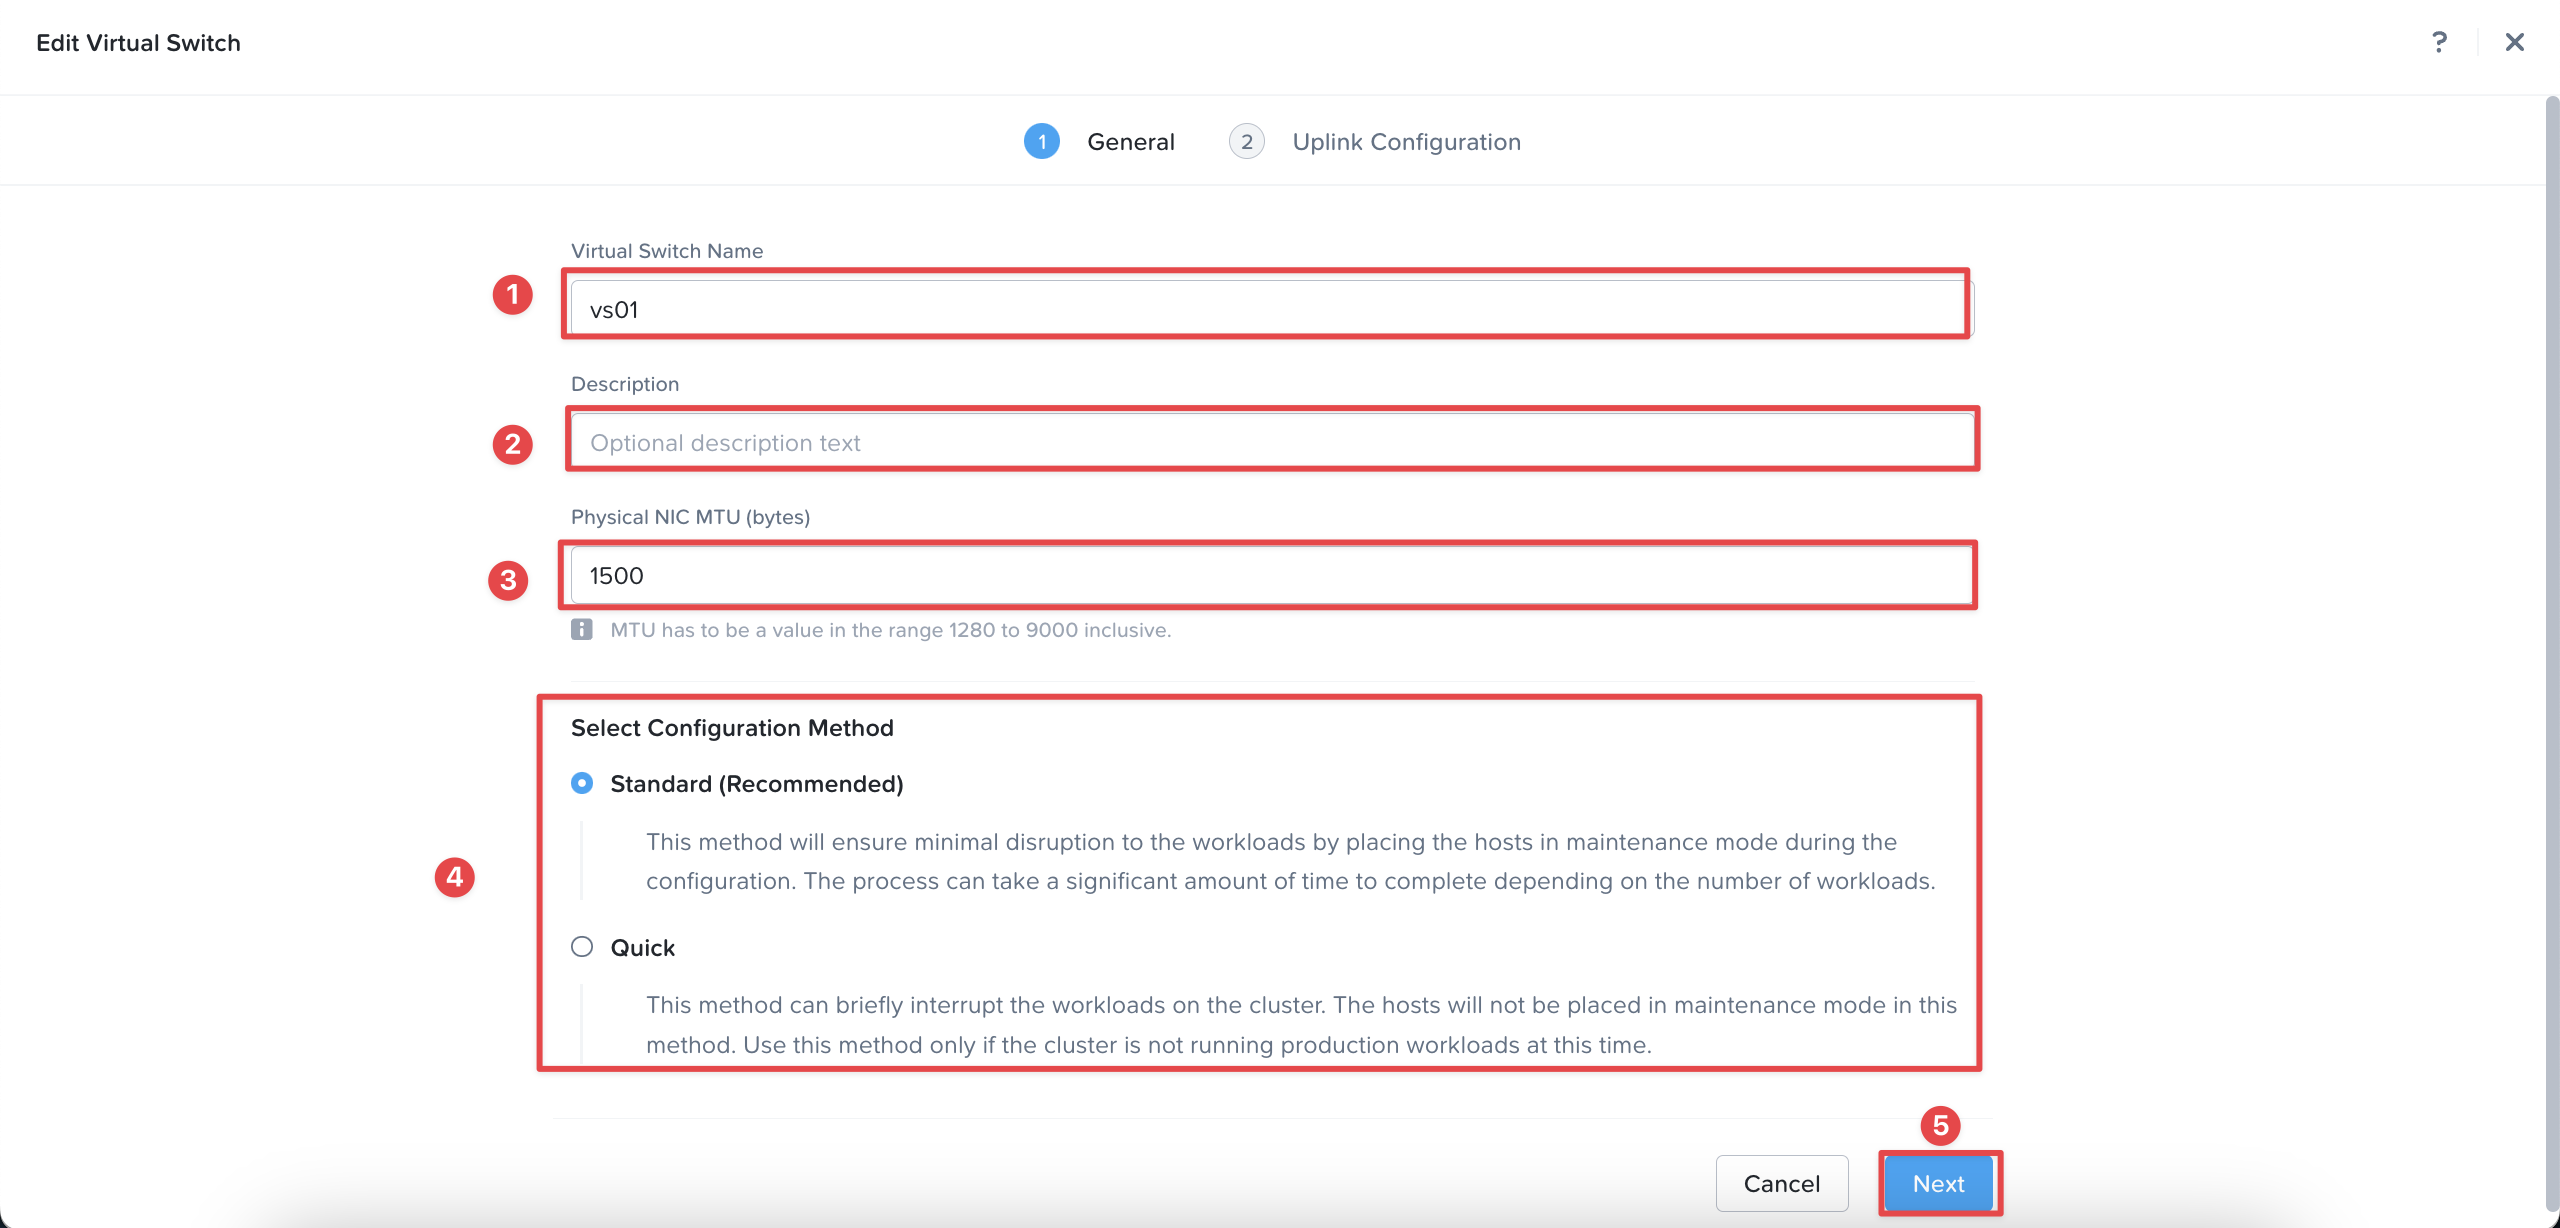 Edit Virtual Switch
?
1 General 2 Uplink Configuration
Virtual Switch Name
1
vs01
Description
2
Optional description text
Physical NIC MTU (bytes)
3
1500
i MTU has to be a value in the range 1280 to 9000 inclusive.
Select Configuration Method
Standard (Recommended)
This method will ensure minimal disruption to the workloads by placing the hosts in maintenance mode during the
4
configuration. The process can take a significant amount of time to complete depending on the number of workloads.
Quick
This method can briefly interrupt the workloads on the cluster. The hosts will not be placed in maintenance mode in this
method. Use this method only if the cluster is not running production workloads at this time.
5
Cancel Next